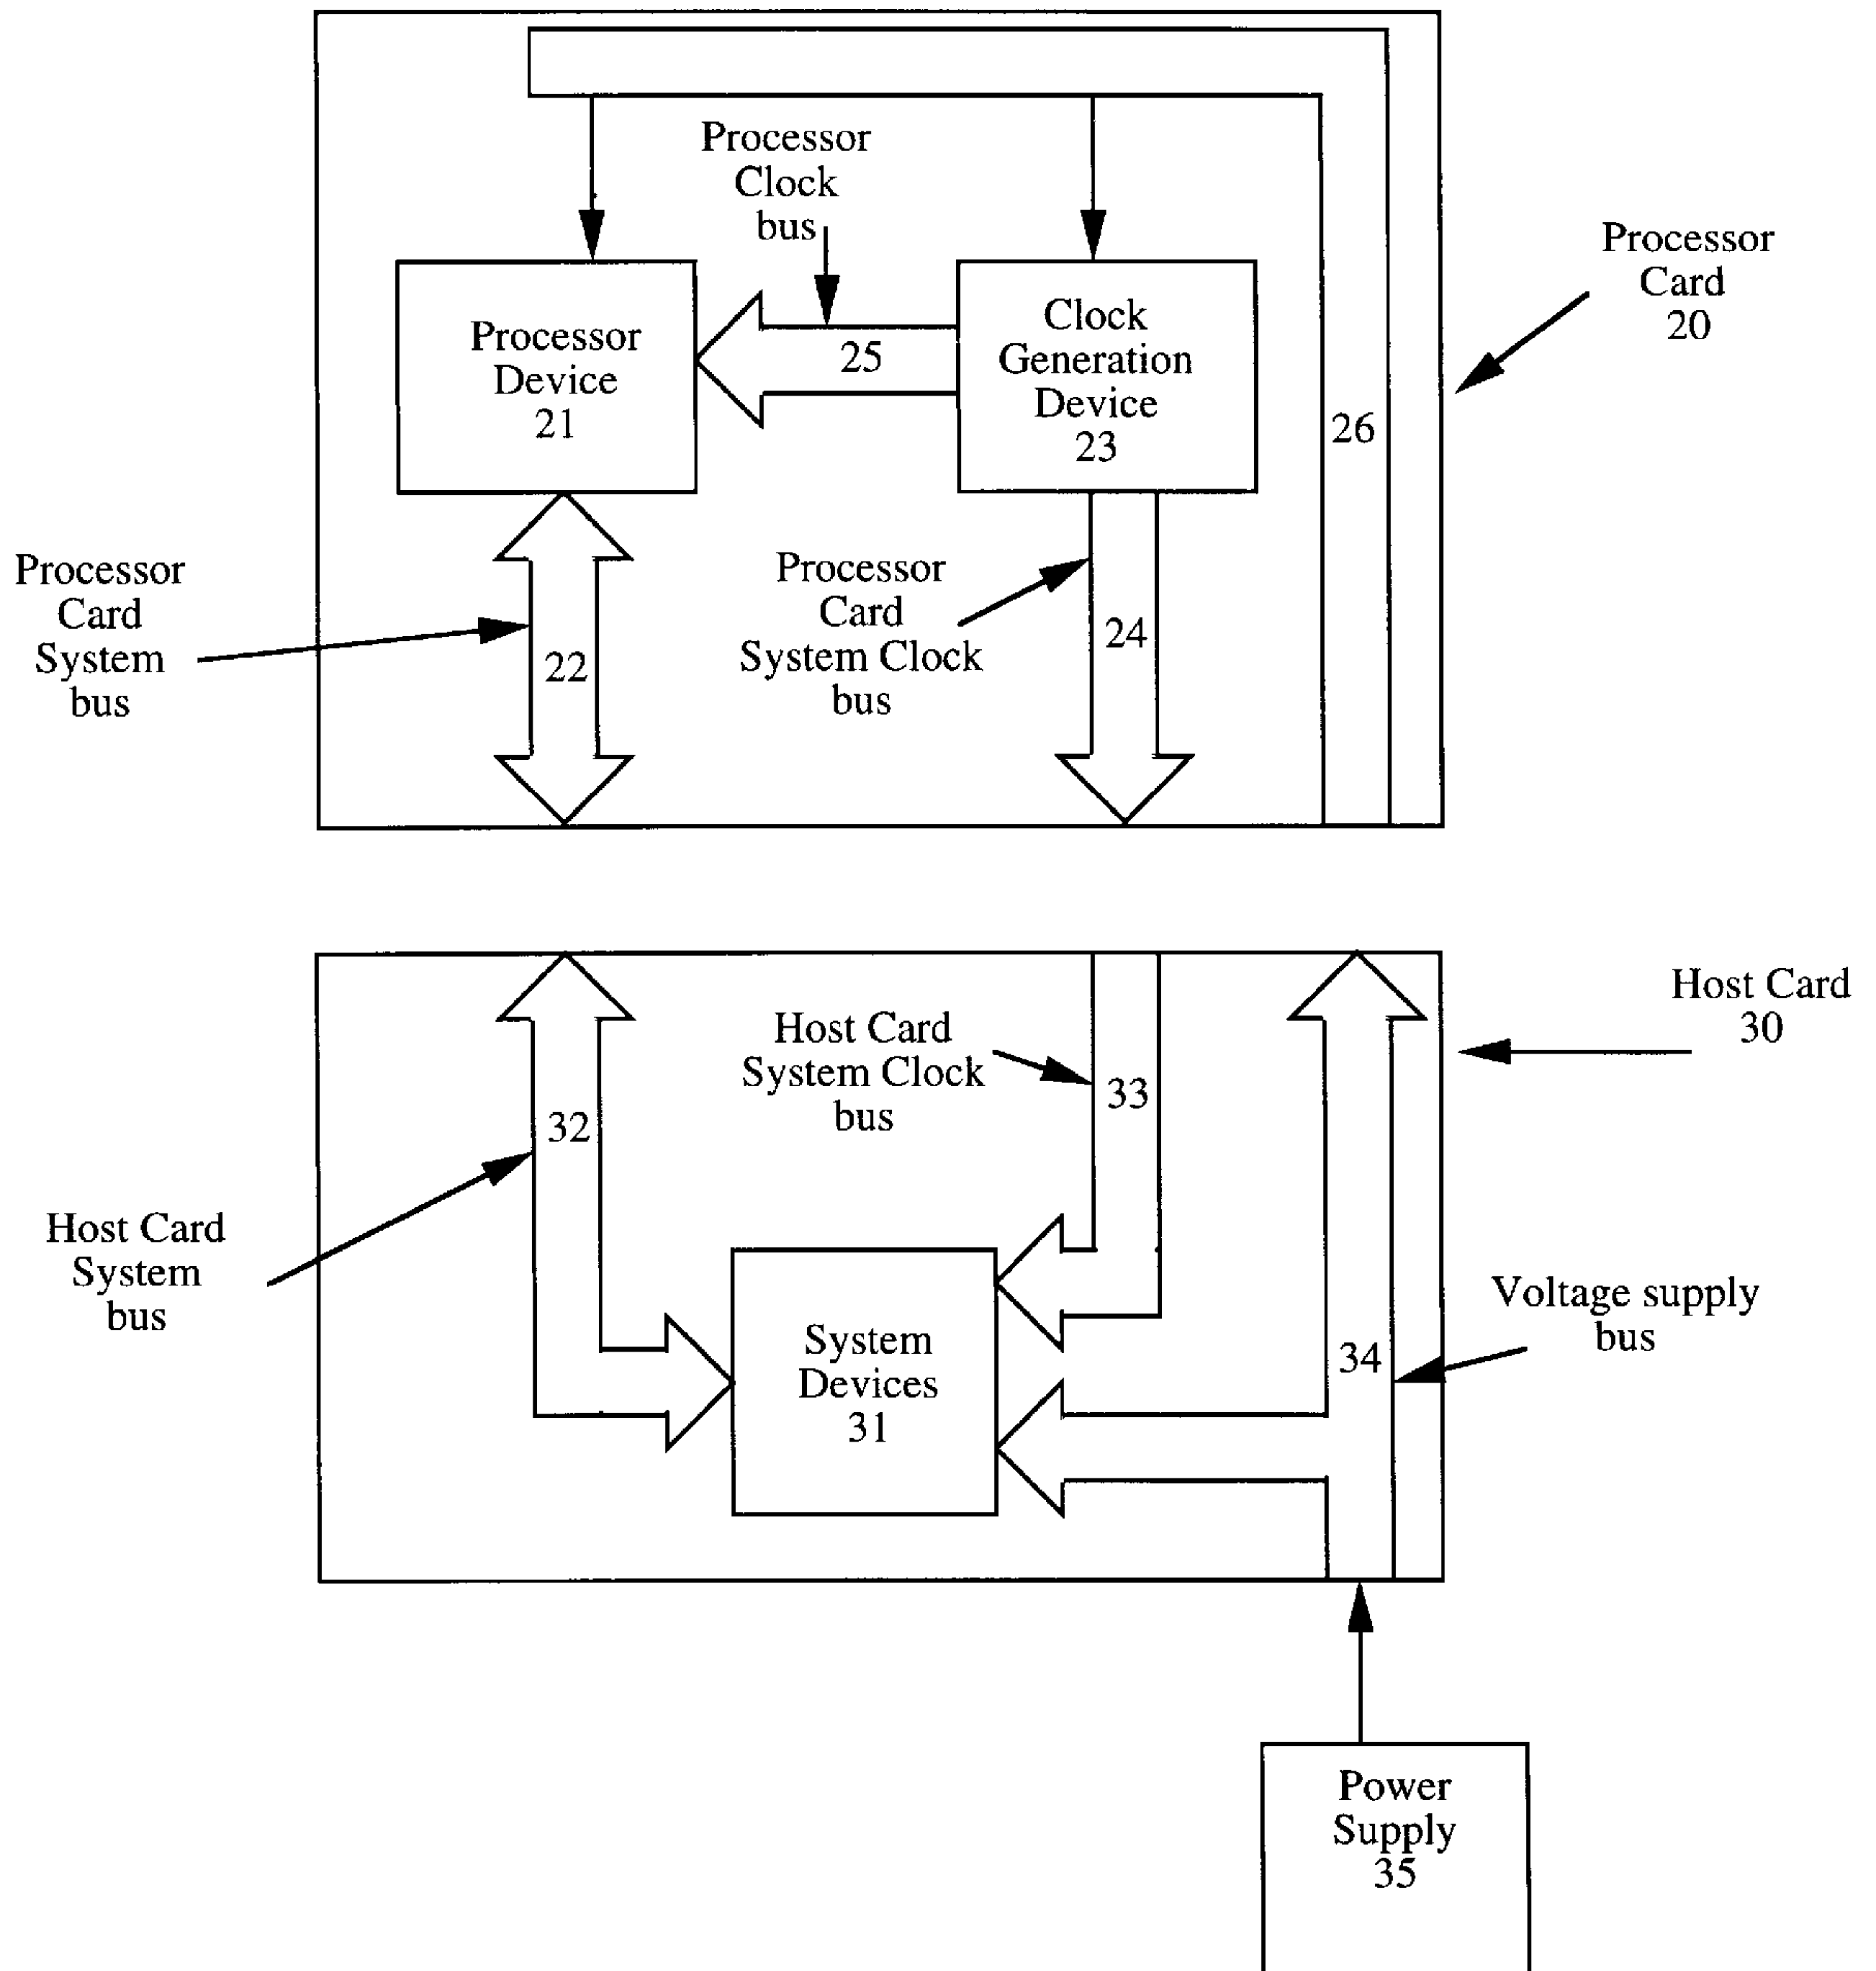 Processor
Clock
bus
Processor
Card
20
Processor
Device
21
25
Clock
Generation
Device
23
26
Processor
Card
System
bus
22
Processor
Card
System Clock
bus
24
Host Card
30
Host Card
System Clock
bus
33
32
Host Card
System
bus
System
Devices
31
34
Voltage supply
bus
Power
Supply
35